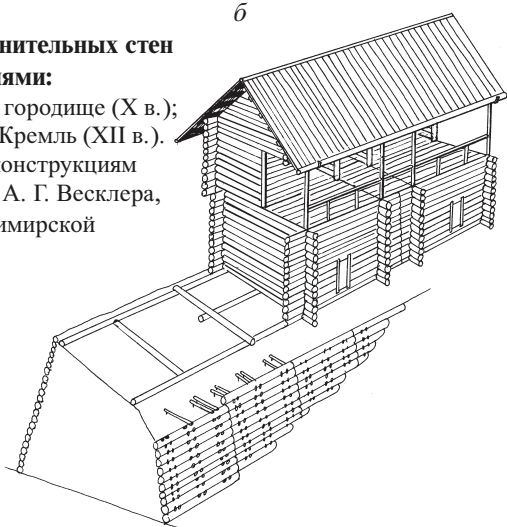 б
нительных стен
иями:
городище (X в.);
Кремль (XII в.).
онструкциям
А. Г. Весклера,
имирской